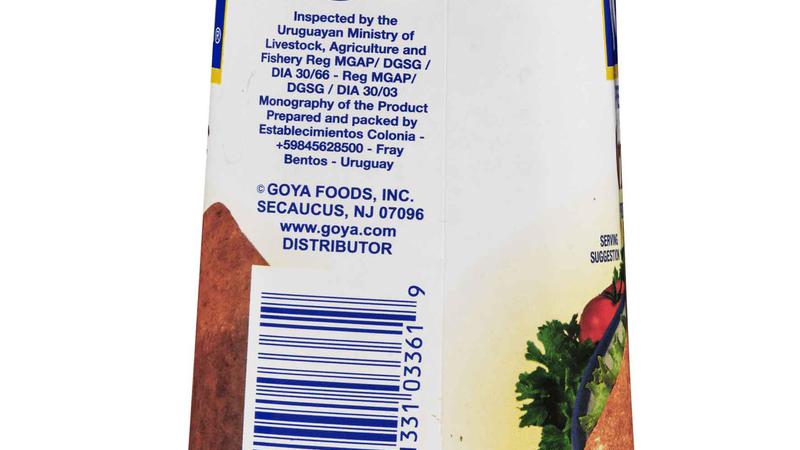 Inspected by the
Uruguayan Ministry of
Livestock, Agriculture and
Fishery Reg MGAP/ DGSG /
DIA 30/66 - Reg MGAP/
DGSG / DIA 30/03
Monography of the Product
Prepared and packed by
Establecimientos Colonia -
+59845628500 - Fray
Bentos - Uruguay
©GOYA FOODS, INC.
SECAUCUS, NJ 07096
www.goya.com
DISTRIBUTOR
331 03361 9
SERVING
SUGGESTION